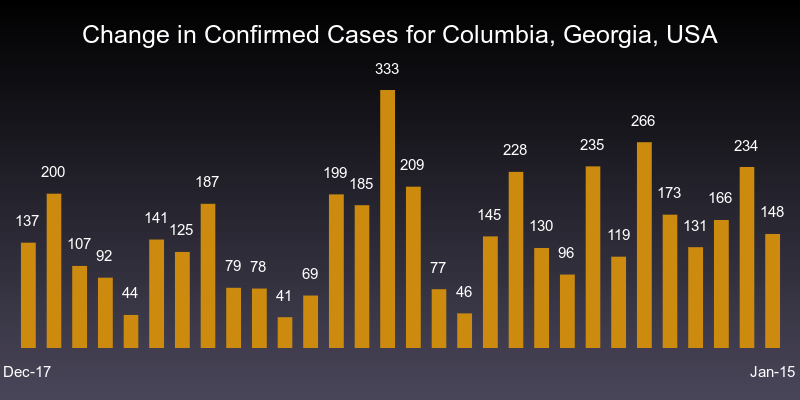 Change in Confirmed Cases for Columbia, Georgia, USA
137 200 107 92 44 141 125 187 79 78 41 69 199 185 333 209 77 46 145 228 130 96 235 119 266 173 131 166 234 148
Dec-17 Jan-15